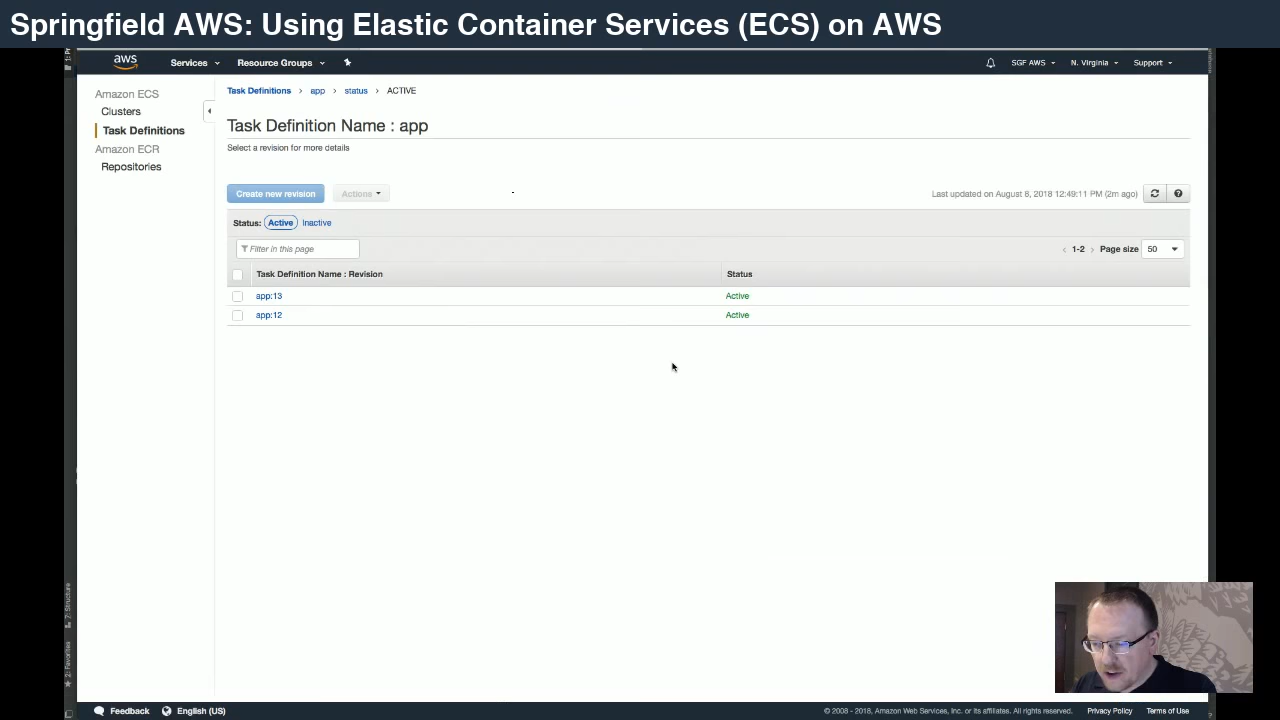 Springfield AWS: Using Elastic Container Services (ECS) on AWS
aws Services Resource Groups SGF AWS N. Virginia Support
Amazon ECS
Clusters
Task Definitions
Amazon ECR
Repositories
Task Definitions > app > status > ACTIVE
Task Definition Name : app
Select a revision for more details
Create new revision Actions Last updated on August 8, 2018 12:49:11 PM (2m ago)
Status: Active Inactive
Filter in this page < 1-2 > Page size 50
Task Definition Name : Revision Status
app:13 Active
app:12 Active
7: Structure
2: Favorites
Feedback English (US) © 2008 - 2018, Amazon Web Services, Inc. or its affiliates. All rights reserved. Privacy Policy Terms of Use